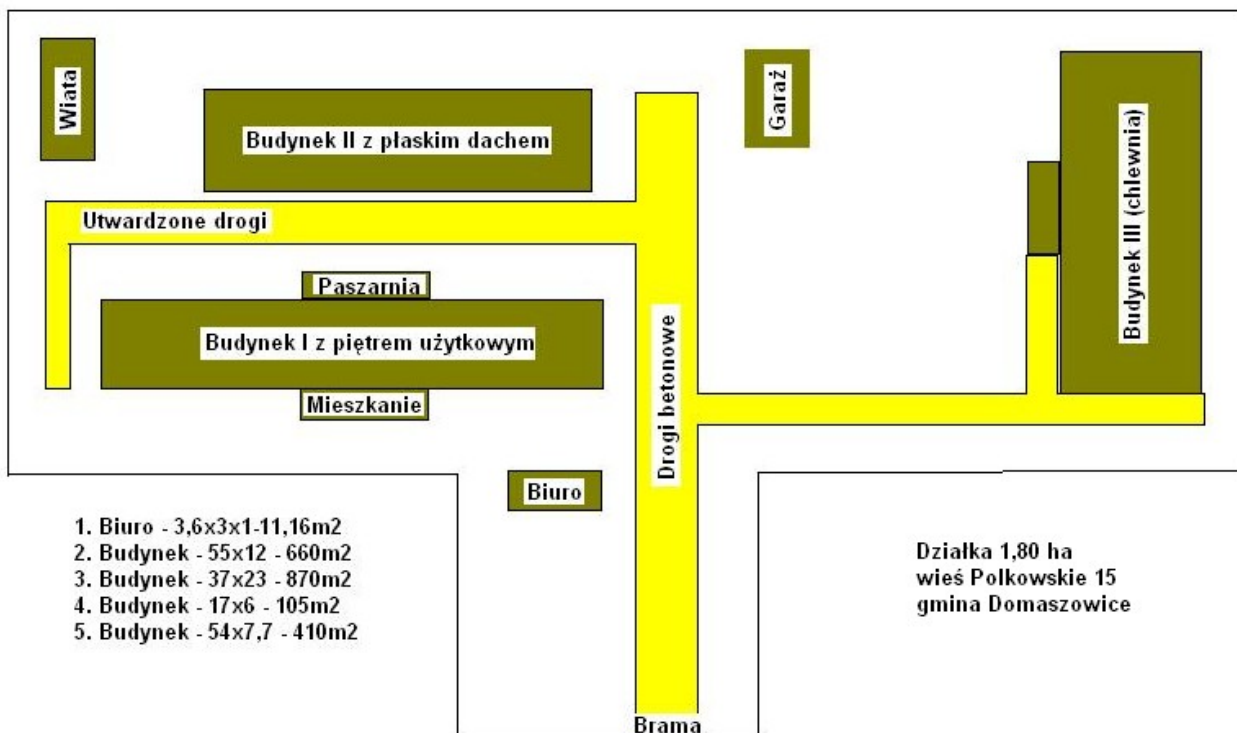 Wiata
Garaż
Budynek II z płaskim dachem
Budynek III (chlewnia)
Utwardzone drogi
Paszarnia
Budynek I z piętrem użytkowym
Mieszkanie
Drogi betonowe
Biuro
1. Biuro - 3,6x3x1-11,16m2
2. Budynek - 55x12 - 660m2
3. Budynek - 37x23 - 870m2
4. Budynek - 17x6 - 105m2
5. Budynek - 54x7,7 - 410m2
Działka 1,80 ha
wieś Polkowskie 15
gmina Domaszowice
Brama